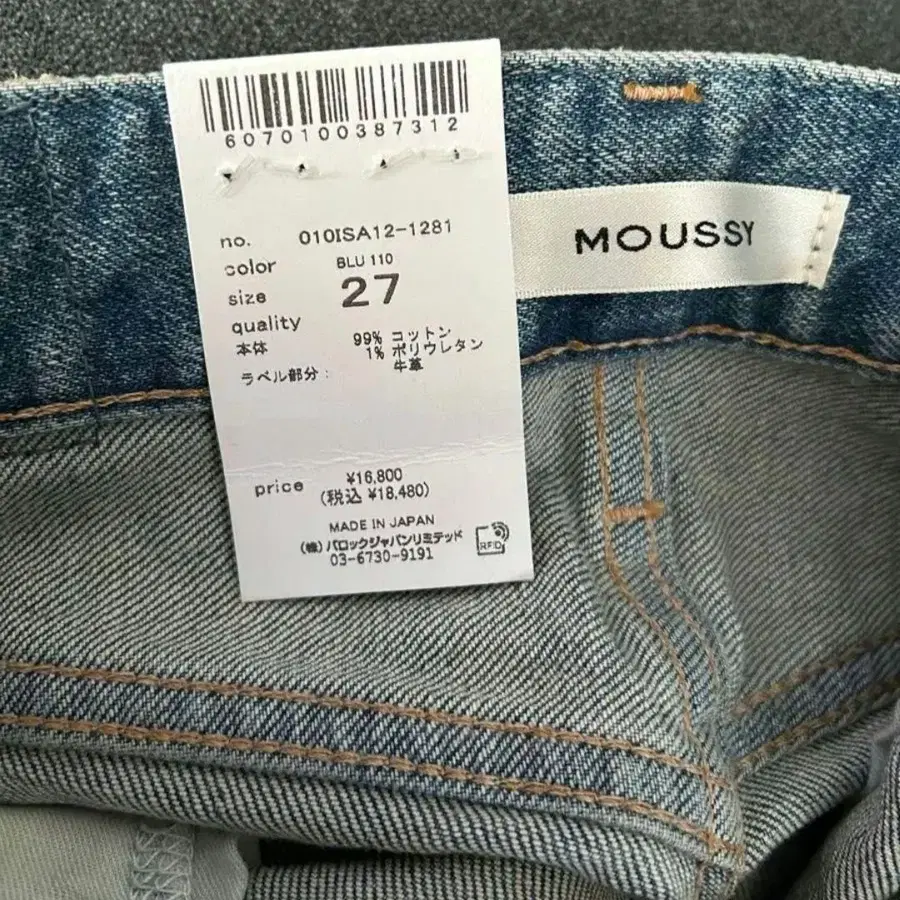 6070100387312
no. 010ISA12-1281
color BLU 110
size 27
quality
本体 99% コットン
1% ポリウレタン
ラベル部分: 牛革
price ¥16,800
(税込 ¥18,480)
MADE IN JAPAN
(株)バロックジャパンリミテッド
03-6730-9191
RFID
MOUSSY